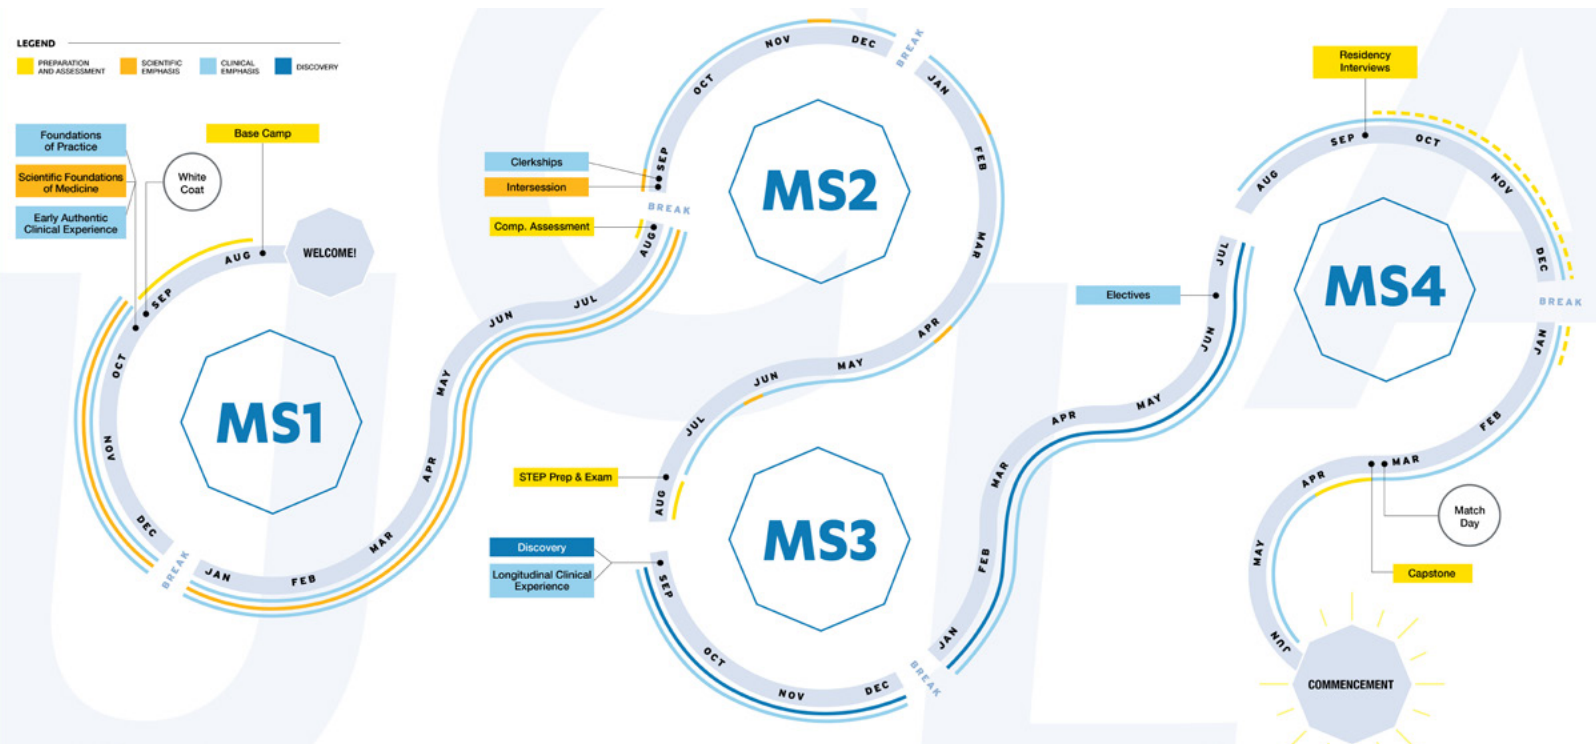 LEGEND
PREPARATION
AND ASSESSMENT
SCIENTIFIC
EMPHASIS
CLINICAL
EMPHASIS
DISCOVERY
Foundations
of Practice
Scientific Foundations
of Medicine
Early Authentic
Clinical Experience
White
Coat
Base Camp
WELCOME!
MS1
AUG
SEP
OCT
NOV
DEC
BREAK
JAN
FEB
MAR
APR
MAY
JUN
JUL
AUG
Comp. Assessment
BREAK
Intersession
Clerkships
MS2
SEP
OCT
NOV
DEC
BREAK
JAN
FEB
MAR
APR
MAY
JUN
JUL
AUG
STEP Prep & Exam
Discovery
Longitudinal Clinical
Experience
MS3
SEP
OCT
NOV
DEC
BREAK
JAN
FEB
MAR
APR
MAY
JUN
JUL
Electives
Residency
Interviews
MS4
AUG
SEP
OCT
NOV
DEC
BREAK
JAN
FEB
MAR
APR
MAY
JUN
Match
Day
Capstone
COMMENCEMENT
UCLA